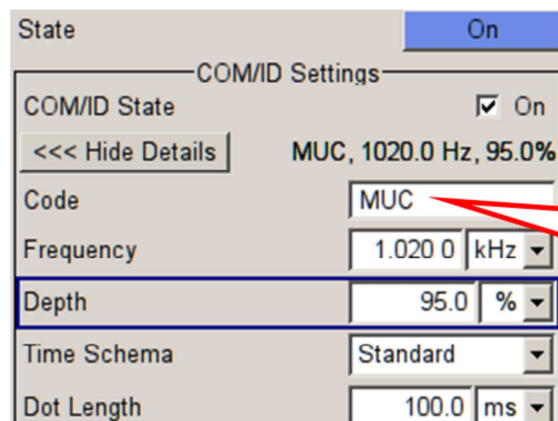 State On
COM/ID Settings
COM/ID State On
<<< Hide Details MUC, 1020.0 Hz, 95.0%
Code MUC
Frequency 1.020 0 kHz
Depth 95.0 %
Time Schema Standard
Dot Length 100.0 ms